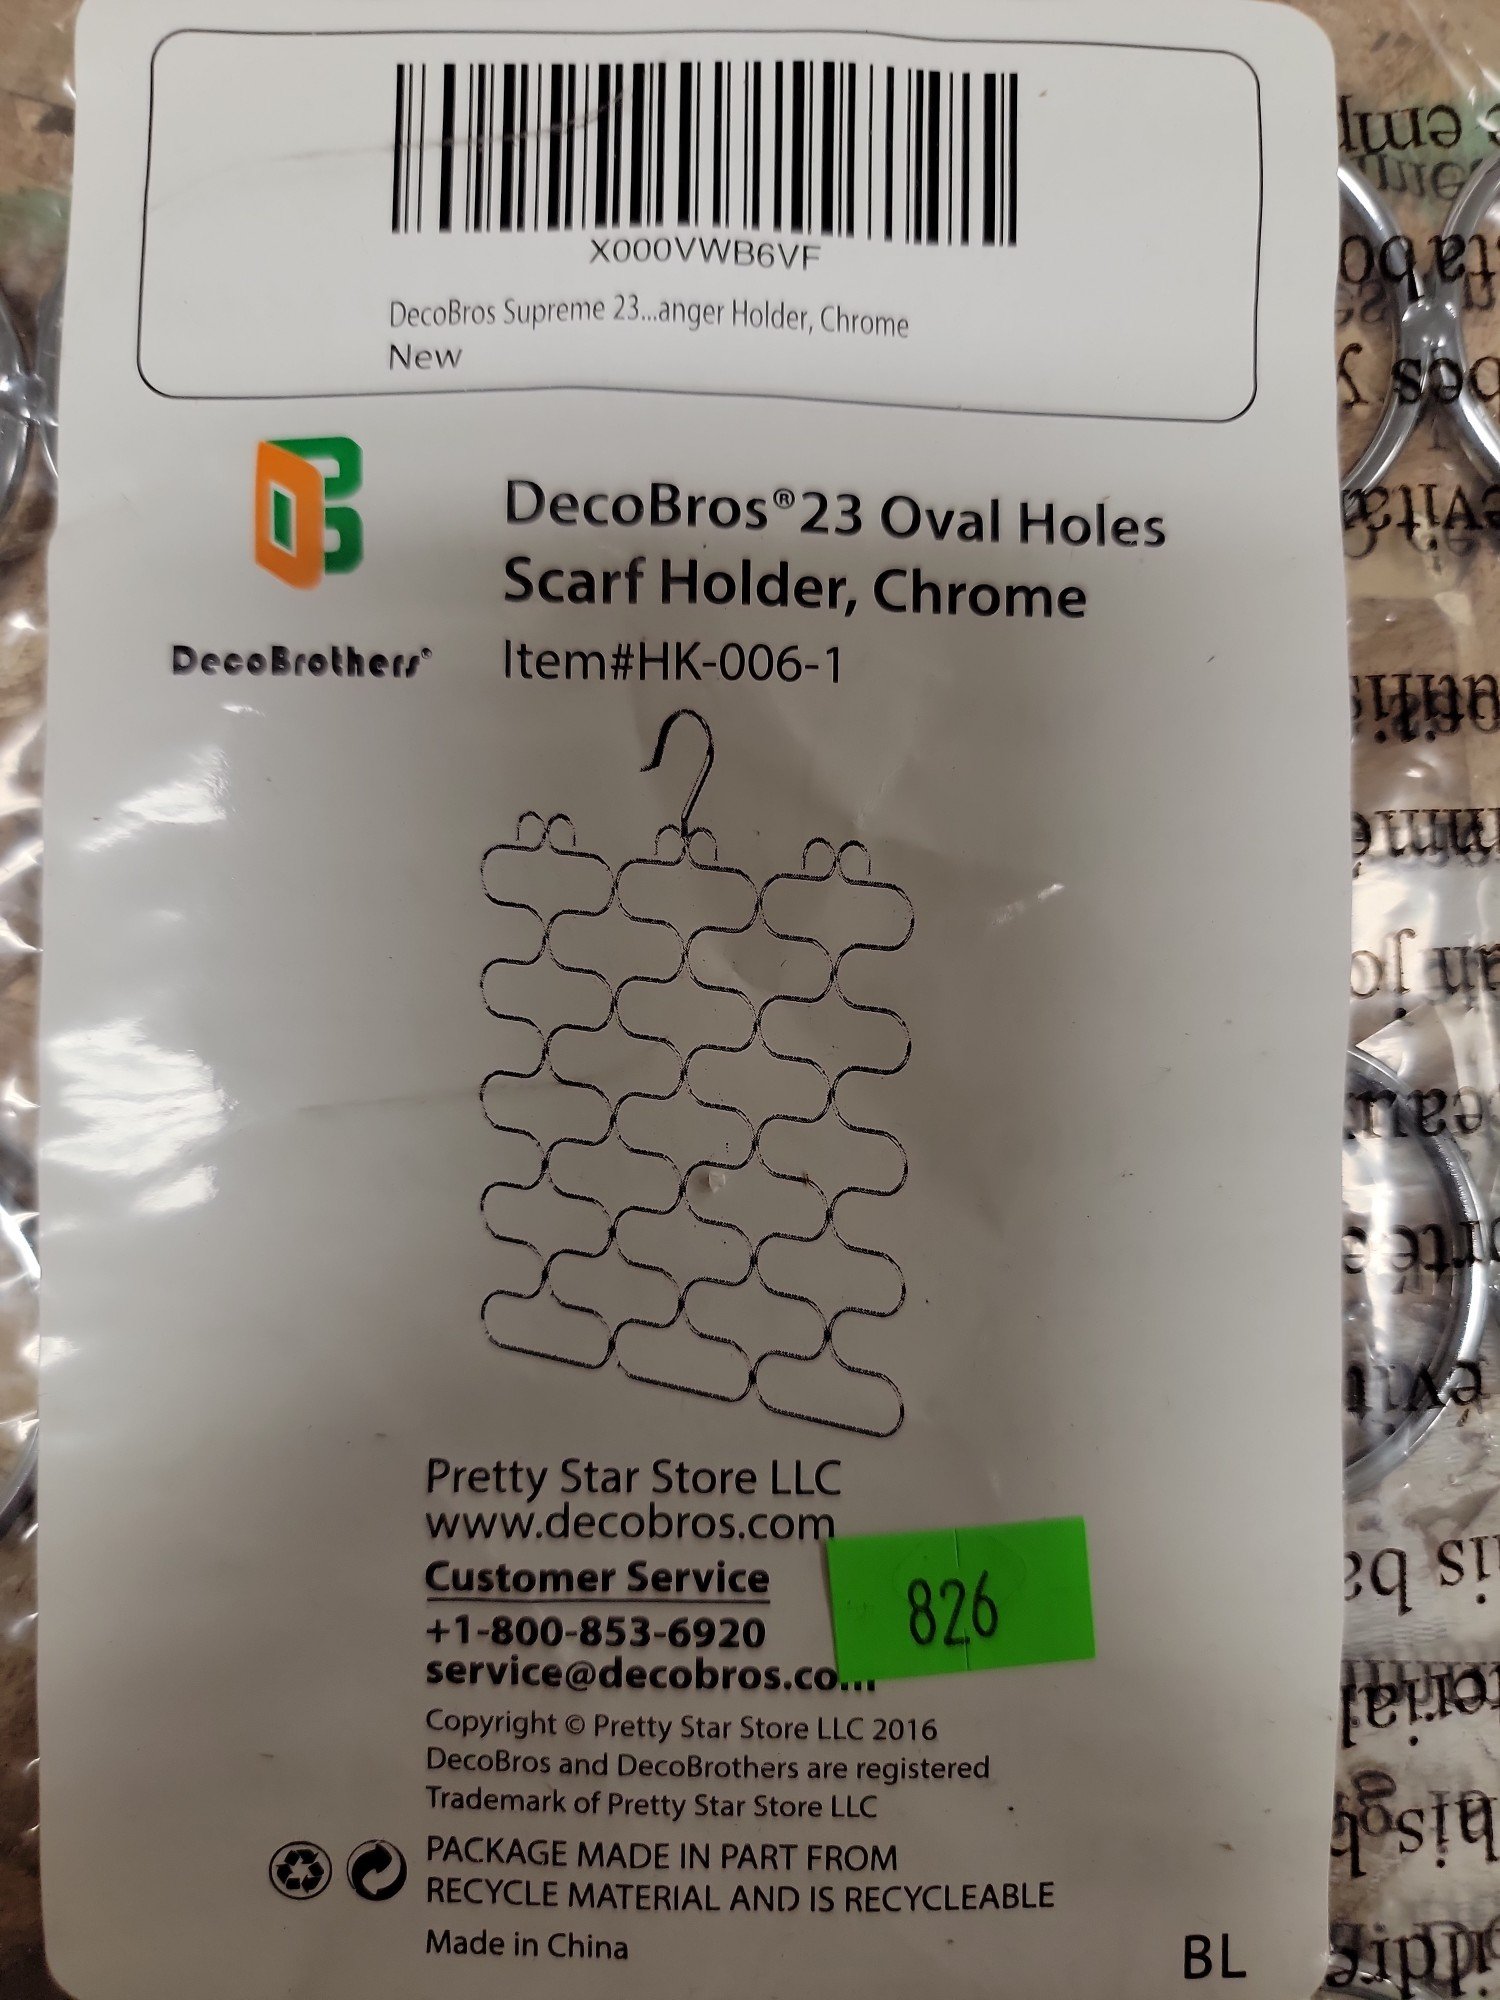 X000VWB6VF
DecoBros Supreme 23...anger Holder, Chrome
New
DecoBros®23 Oval Holes
Scarf Holder, Chrome
DecoBrothers®
Item#HK-006-1
Pretty Star Store LLC
www.decobros.com
Customer Service
+1-800-853-6920
826
service@decobros.co
Copyright © Pretty Star Store LLC 2016
DecoBros and DecoBrothers are registered
Trademark of Pretty Star Store LLC
PACKAGE MADE IN PART FROM
RECYCLE MATERIAL AND IS RECYCLEABLE
Made in China
BL